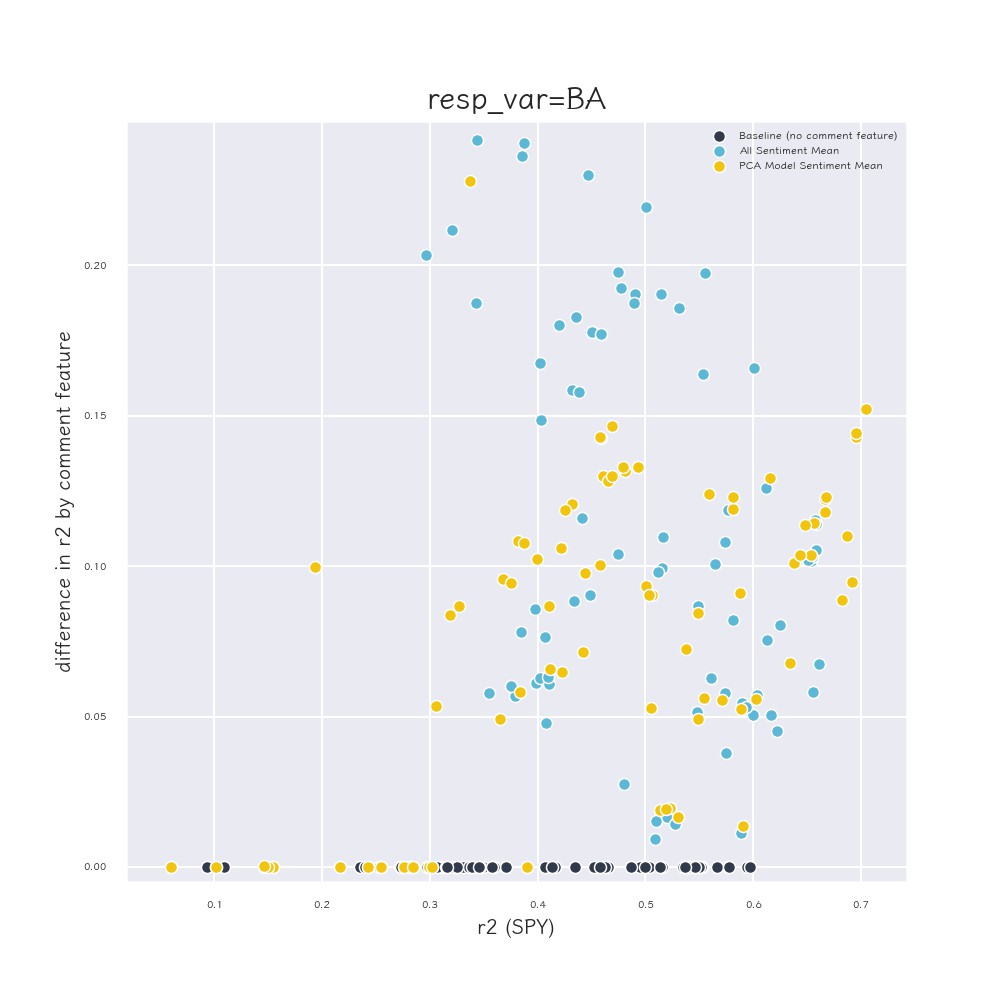 resp_var=BA
Baseline (no comment feature)
All Sentiment Mean
PCA Model Sentiment Mean
0.20
0.15
0.10
0.05
0.00
difference in r2 by comment feature
0.1 0.2 0.3 0.4 0.5 0.6 0.7
r2 (SPY)